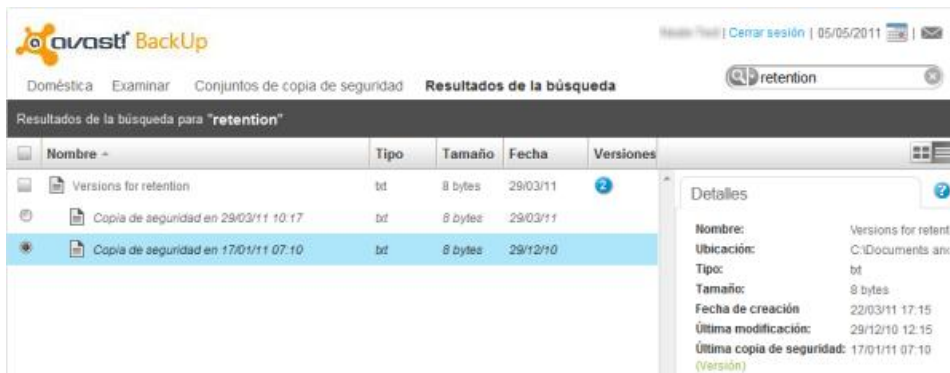 avast! BackUp
| Cerrar sesión | 05/05/2011 |
retention
Doméstica Examinar Conjuntos de copia de seguridad Resultados de la búsqueda
Resultados de la búsqueda para "retention"
Nombre Tipo Tamaño Fecha Versiones
Versions for retention txt 8 bytes 29/03/11 2
Copia de seguridad en 29/03/11 10:17 txt 8 bytes 29/03/11
Copia de seguridad en 17/01/11 07:10 txt 8 bytes 29/12/10
Detalles ?
Nombre: Versions for retent
Ubicación: C:\Documents and
Tipo: txt
Tamaño: 8 bytes
Fecha de creación 22/03/11 17:15
Última modificación: 29/12/10 12:15
Última copia de seguridad: 17/01/11 07:10
(Versión)